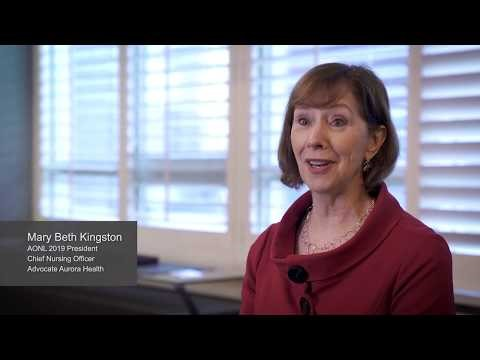 Mary Beth Kingston
AONL 2019 President
Chief Nursing Officer
Advocate Aurora Health